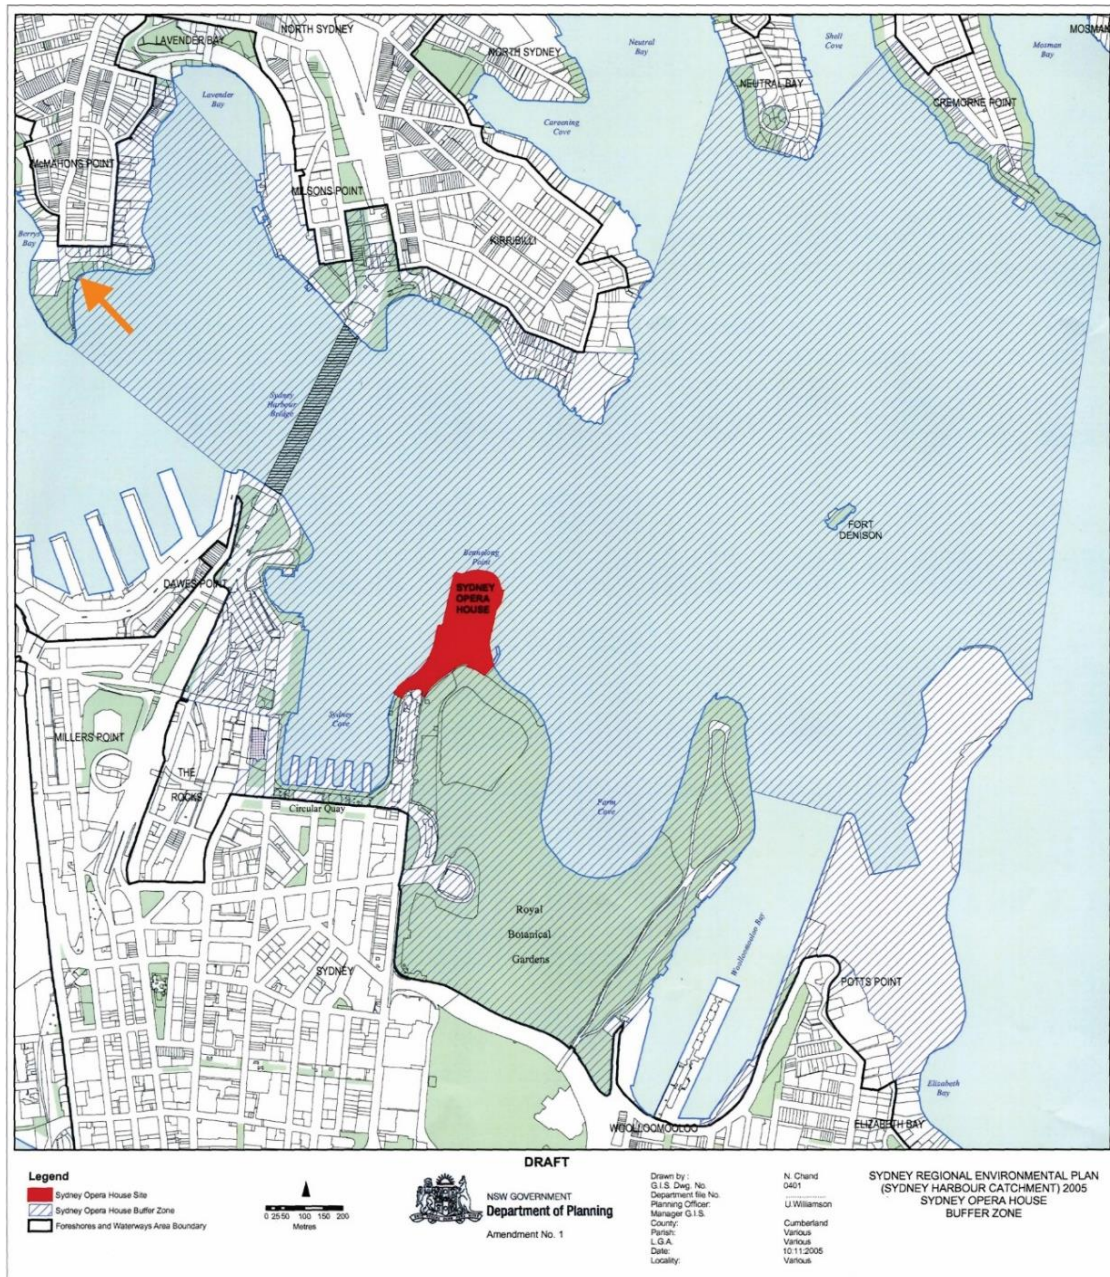 LAVENDER BAY
NORTH SYDNEY
NORTH SYDNEY
Neutral
Bay
Shell
Cove
Mosman
Bay
MOSMAN
Lavender
Bay
NEUTRAL BAY
CREMORNE POINT
Careening
Cove
McMAHONS POINT
MILSONS POINT
KIRRIBILLI
Berrys
Bay
Sydney
Harbour
Bridge
FORT
DENISON
Bennelong
Point
SYDNEY
OPERA
HOUSE
DAWES POINT
Sydney
Cove
MILLERS POINT
THE
ROCKS
Circular Quay
Farm
Cove
Royal
Botanical
Gardens
Woolloomooloo Bay
SYDNEY
POTTS POINT
Elizabeth
Bay
WOOLLOOMOOLOO
ELIZABETH BAY
DRAFT
Legend
Sydney Opera House Site
Sydney Opera House Buffer Zone
Foreshores and Waterways Area Boundary
0 25 50 100 150 200
Metres
NSW GOVERNMENT
Department of Planning
Amendment No. 1
Drawn by : N. Chand
G.I.S. Dwg. No. 0401
Department file No. ................
Planning Officer: U.Williamson
Manager G.I.S.
County: Cumberland
Parish: Various
L.G.A. Various
Date: 10:11:2005
Locality: Various
SYDNEY REGIONAL ENVIRONMENTAL PLAN
(SYDNEY HARBOUR CATCHMENT) 2005
SYDNEY OPERA HOUSE
BUFFER ZONE